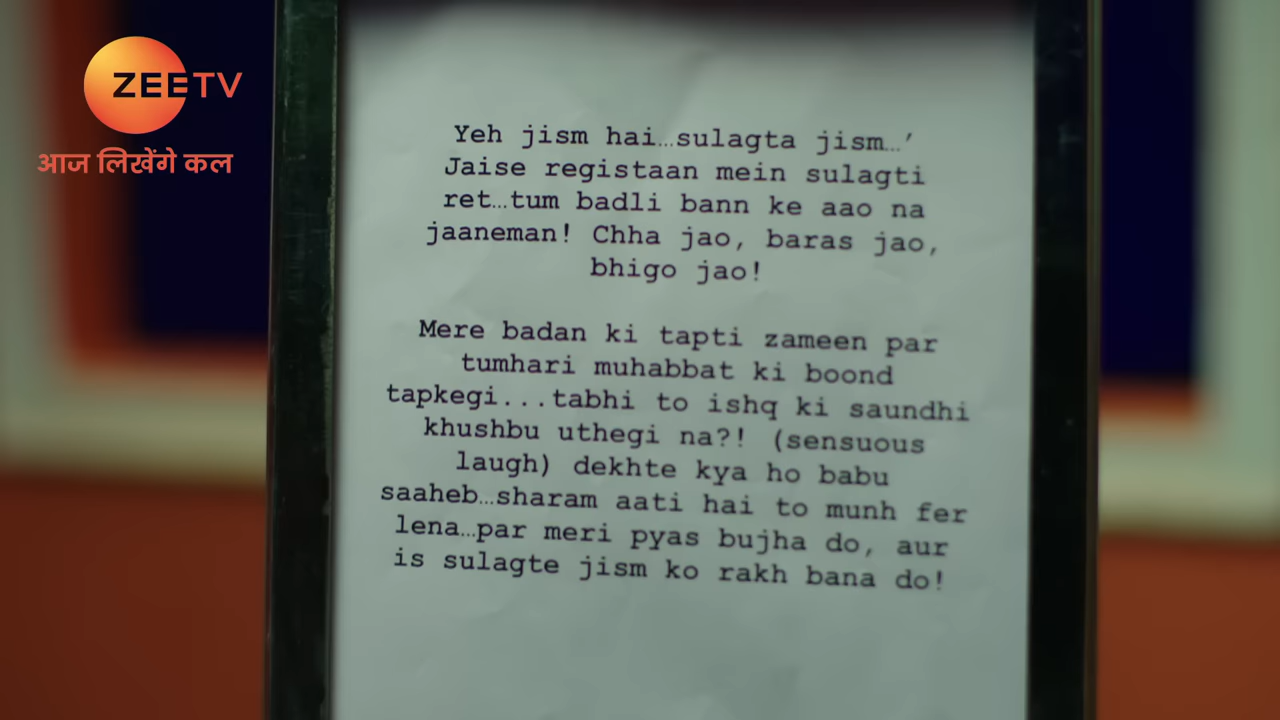 ZEETV
आज लिखेंगे कल
Yeh jism hai…sulagta jism…’
Jaise registaan mein sulagti
ret…tum badli bann ke aao na
jaaneman! Chha jao, baras jao,
bhigo jao!
Mere badan ki tapti zameen par
tumhari muhabbat ki boond
tapkegi...tabhi to ishq ki saundhi
khushbu uthegi na?! (sensuous
laugh) dekhte kya ho babu
saaheb…sharam aati hai to munh fer
lena…par meri pyas bujha do, aur
is sulagte jism ko rakh bana do!